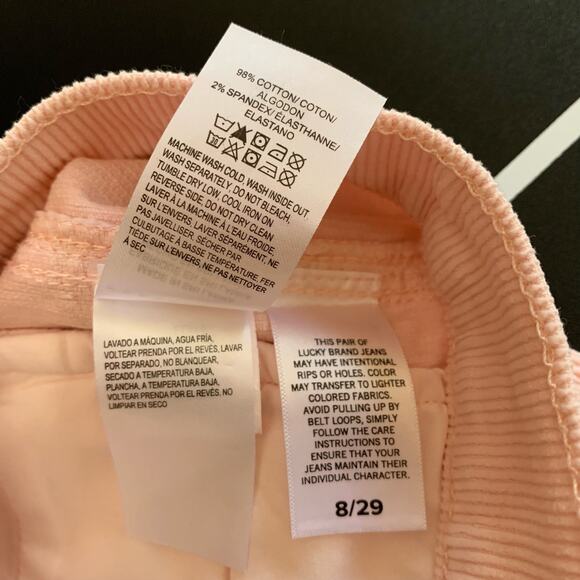 98% COTTON/COTON/
ALGODON
2% SPANDEX/ÉLASTHANNE/
ELASTANO
MACHINE WASH COLD, WASH INSIDE OUT
WASH SEPARATELY, DO NOT BLEACH,
TUMBLE DRY LOW, COOL IRON ON
REVERSE SIDE, DO NOT DRY CLEAN
LAVER À LA MACHINE À L'EAU FROIDE,
SUR L'ENVERS, LAVER SEPARÉMENT, NE
PAS JAVELLISER, SÉCHER PAR
CULBUTAGE À BASSE TEMPÉRATURE, FER
TIÈDE SUR L'ENVERS, NE PAS NETTOYER
À SEC
LAVADO A MÁQUINA, AGUA FRÍA,
VOLTEAR PRENDA POR EL REVÉS, LAVAR
POR SEPARADO, NO BLANQUEAR,
SECADO A TEMPERATURA BAJA,
PLANCHA, A TEMPERATURA BAJA,
VOLTEAR PRENDA POR EL REVÉS, NO
LIMPIAR EN SECO
THIS PAIR OF
LUCKY BRAND JEANS
MAY HAVE INTENTIONAL
RIPS OR HOLES. COLOR
MAY TRANSFER TO LIGHTER
COLORED FABRICS.
AVOID PULLING UP BY
BELT LOOPS, SIMPLY
FOLLOW THE CARE
INSTRUCTIONS TO
ENSURE THAT YOUR
JEANS MAINTAIN THEIR
INDIVIDUAL CHARACTER.
8/29